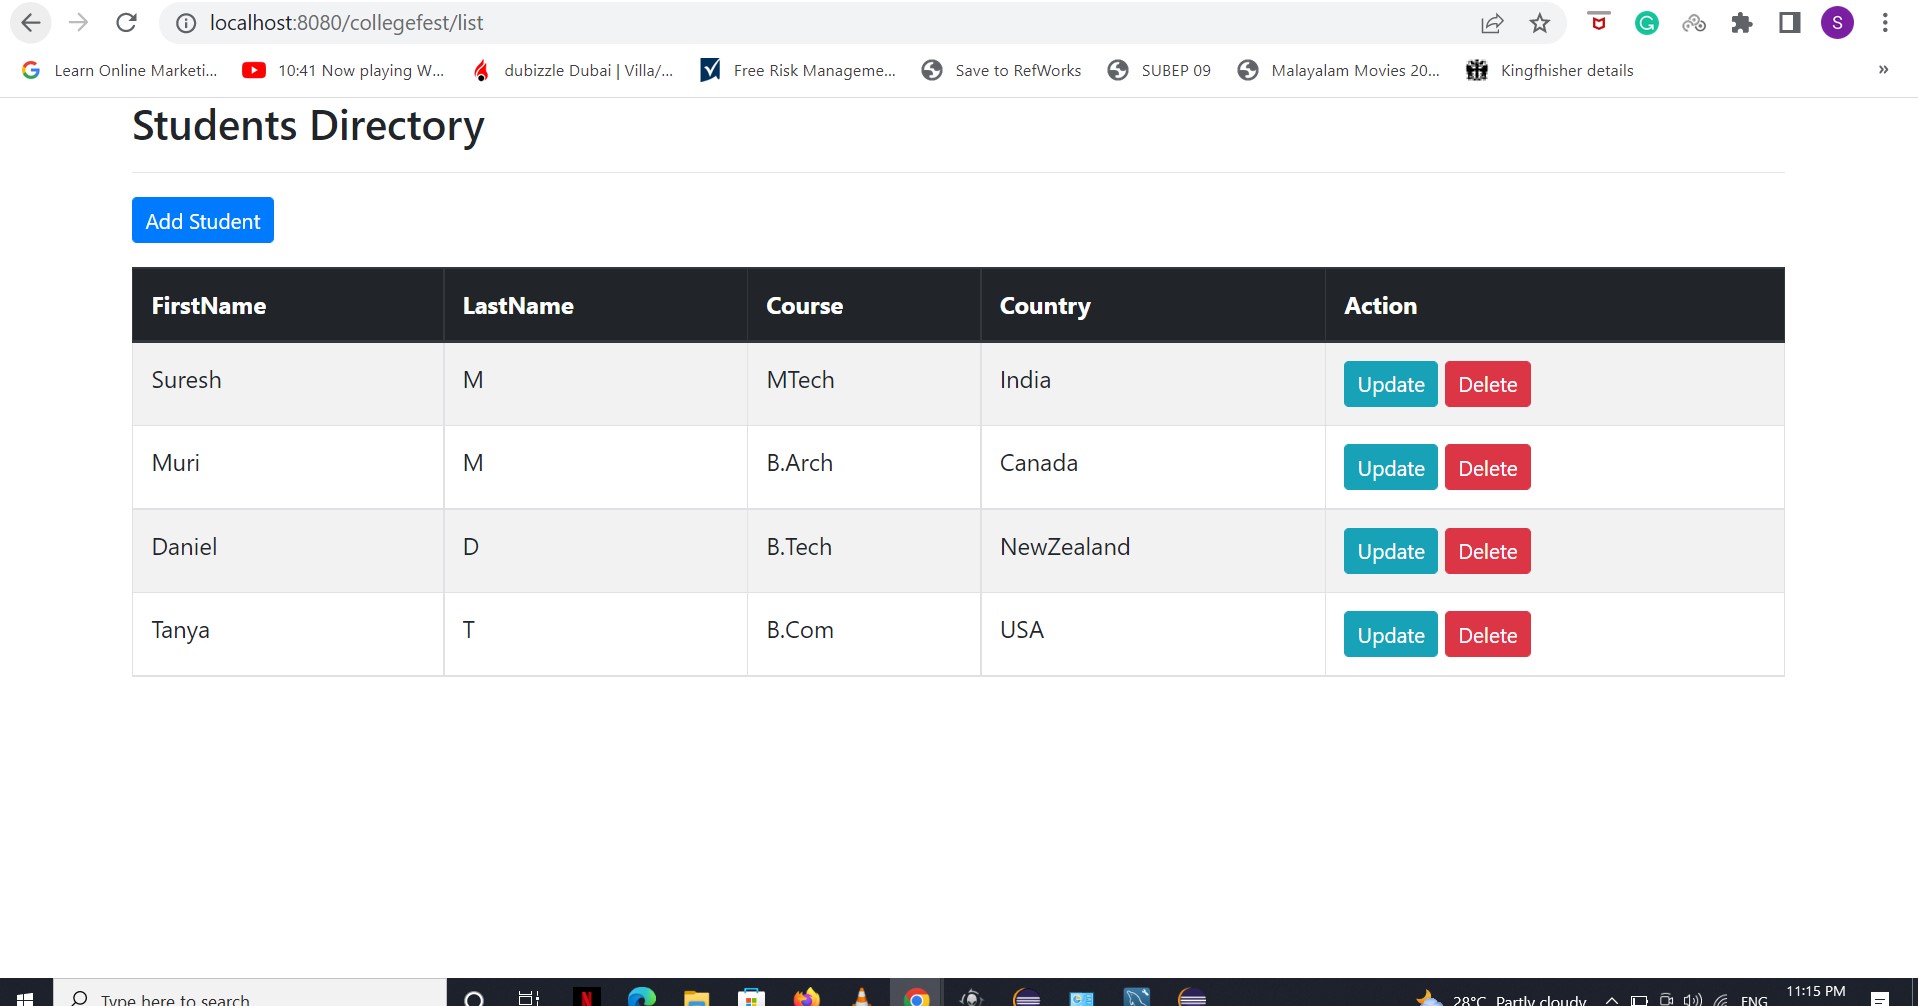 localhost:8080/collegefest/list
S
Learn Online Marketi... 10:41 Now playing W... dubizzle Dubai | Villa/... Free Risk Manageme... Save to RefWorks SUBEP 09 Malayalam Movies 20... Kingfhisher details »
Students Directory
Add Student
FirstName LastName Course Country Action
Suresh M MTech India Update Delete
Muri M B.Arch Canada Update Delete
Daniel D B.Tech NewZealand Update Delete
Tanya T B.Com USA Update Delete
Type here to search 28°C Partly cloudy ENG 11:15 PM